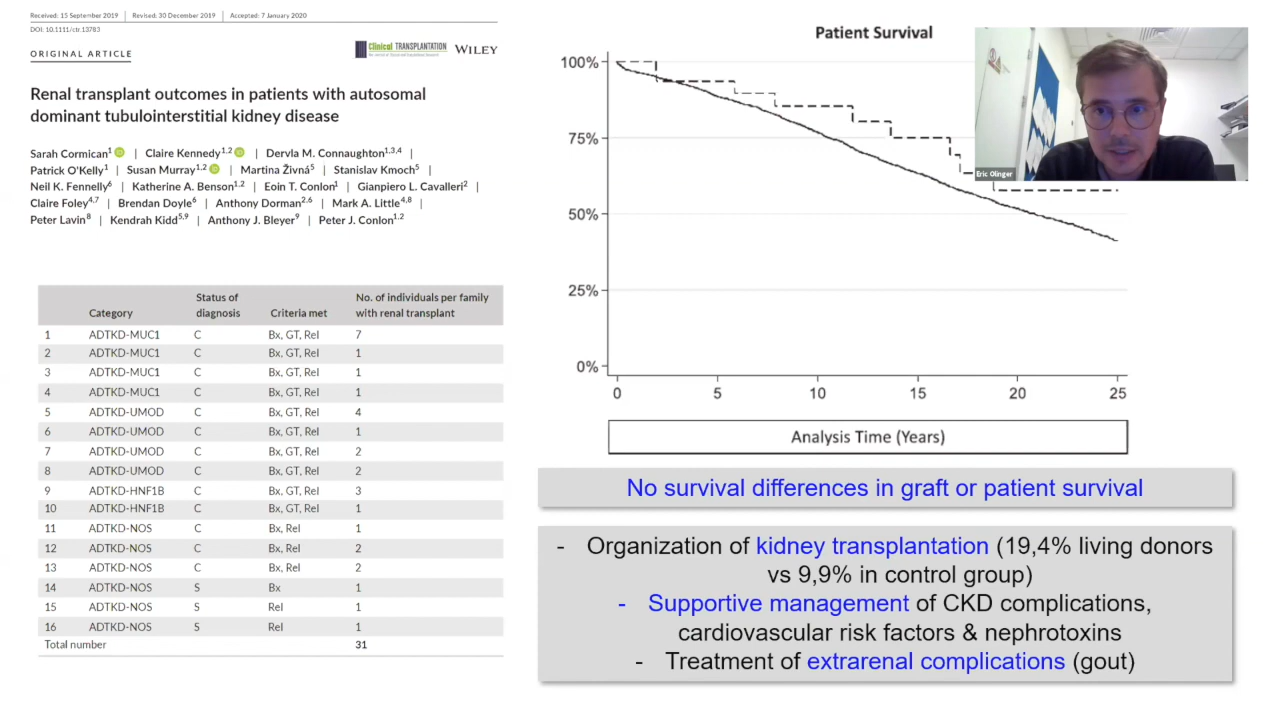 Received: 15 September 2019 | Revised: 30 December 2019 | Accepted: 7 January 2020
DOI: 10.1111/ctr.13783
ORIGINAL ARTICLE
Clinical TRANSPLANTATION
WILEY
Renal transplant outcomes in patients with autosomal
dominant tubulointerstitial kidney disease
Sarah Cormican1 | Claire Kennedy1,2 | Dervla M. Connaughton1,3,4 |
Patrick O'Kelly1 | Susan Murray1,2 | Martina Živná5 | Stanislav Kmoch5 |
Neil K. Fennelly6 | Katherine A. Benson1,2 | Eoin T. Conlon1 | Gianpiero L. Cavalleri2 |
Claire Foley4,7 | Brendan Doyle6 | Anthony Dorman2,6 | Mark A. Little4,8 |
Peter Lavin8 | Kendrah Kidd5,9 | Anthony J. Bleyer9 | Peter J. Conlon1,2
Category Status of diagnosis Criteria met No. of individuals per family with renal transplant
1 ADTKD-MUC1 C Bx, GT, Rel 7
2 ADTKD-MUC1 C Bx, GT, Rel 1
3 ADTKD-MUC1 C Bx, GT, Rel 1
4 ADTKD-MUC1 C Bx, GT, Rel 1
5 ADTKD-UMOD C Bx, GT, Rel 4
6 ADTKD-UMOD C Bx, GT, Rel 1
7 ADTKD-UMOD C Bx, GT, Rel 2
8 ADTKD-UMOD C Bx, GT, Rel 2
9 ADTKD-HNF1B C Bx, GT, Rel 3
10 ADTKD-HNF1B C Bx, GT, Rel 1
11 ADTKD-NOS C Bx, Rel 1
12 ADTKD-NOS C Bx, Rel 2
13 ADTKD-NOS C Bx, Rel 2
14 ADTKD-NOS S Bx 1
15 ADTKD-NOS S Rel 1
16 ADTKD-NOS S Rel 1
Total number 31
Patient Survival
100%
75%
50%
25%
0%
0 5 10 15 20 25
Analysis Time (Years)
Eric Olinger
No survival differences in graft or patient survival
- Organization of kidney transplantation (19,4% living donors
vs 9,9% in control group)
- Supportive management of CKD complications,
cardiovascular risk factors & nephrotoxins
- Treatment of extrarenal complications (gout)